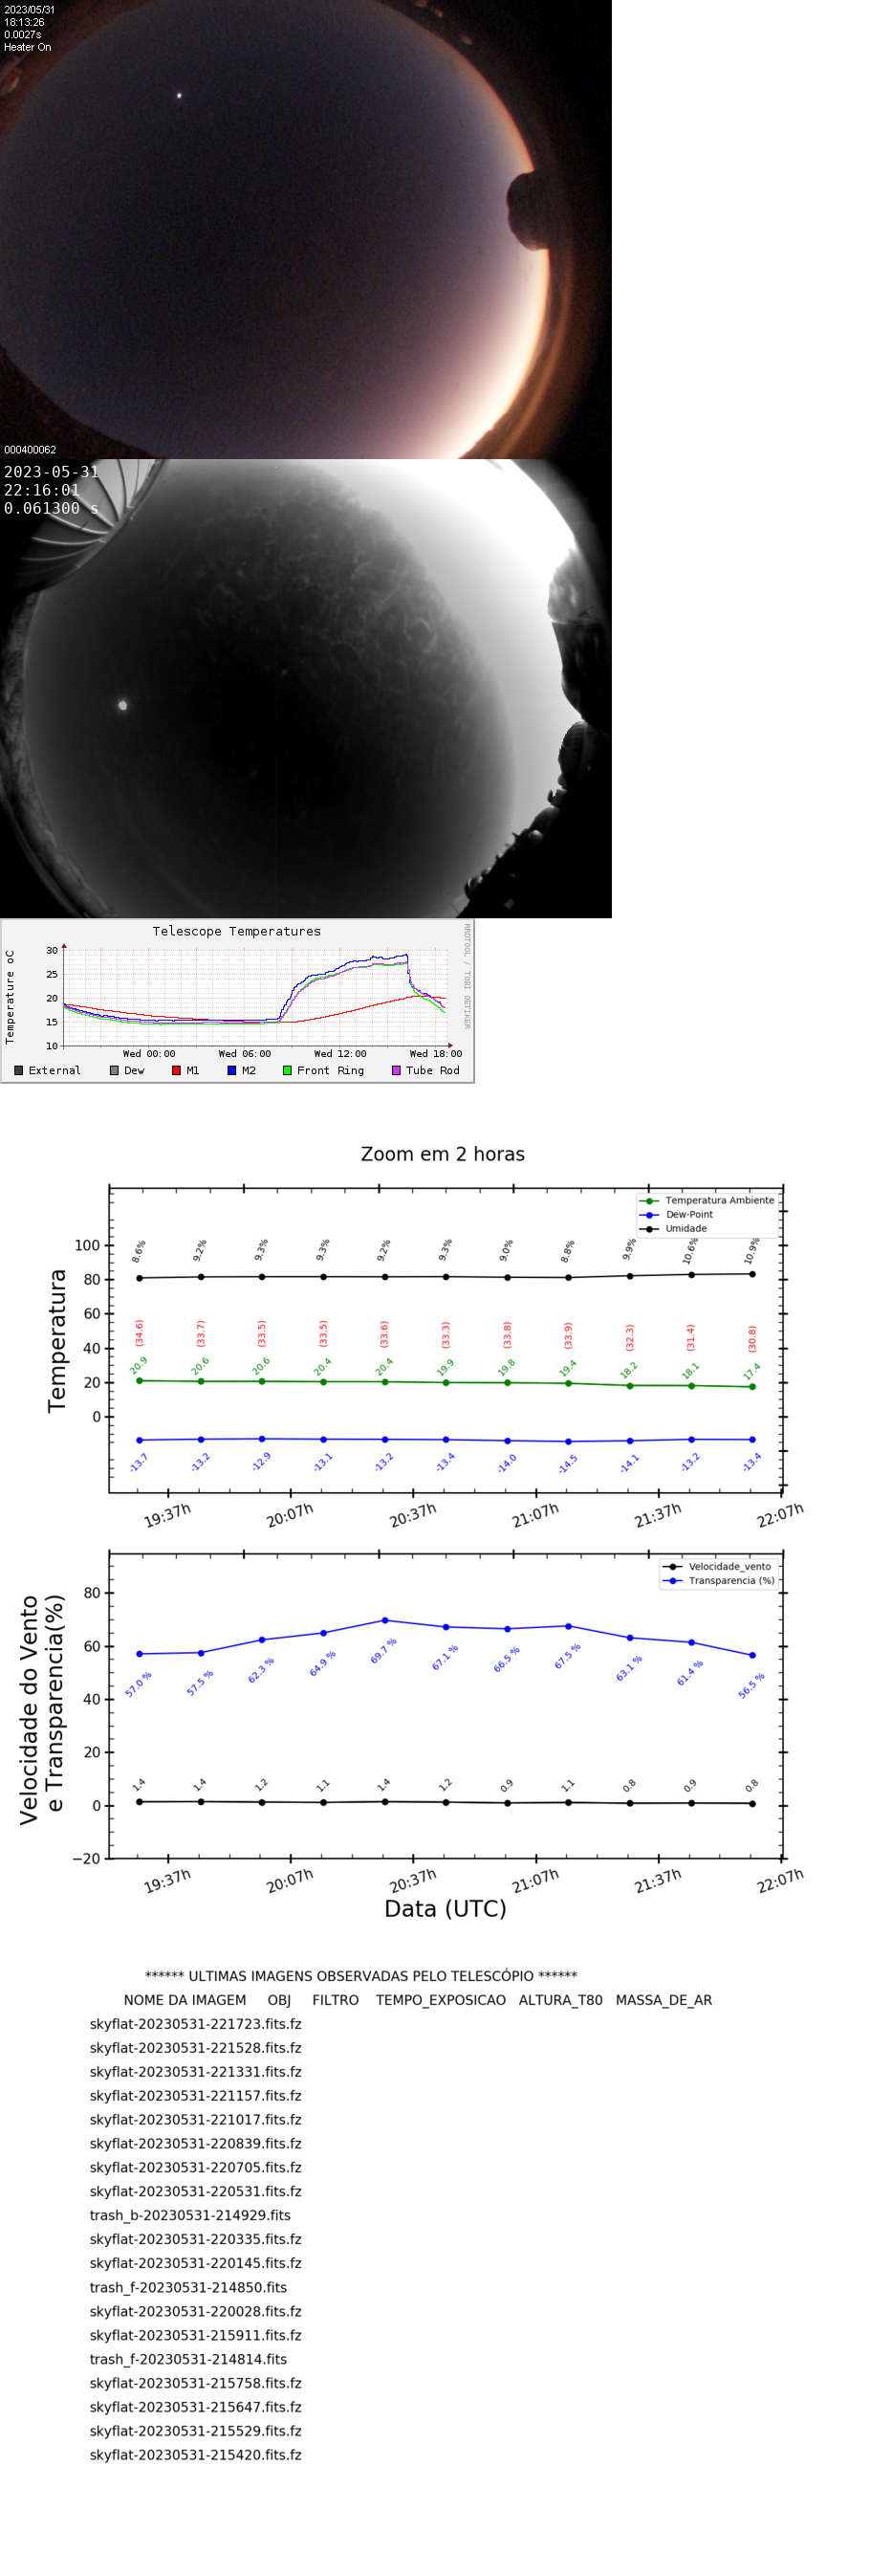 2023/05/31
18:13:26
0.0027s
Heater On
000400062
2023-05-31
22:16:01
0.061300 s
Telescope Temperatures
RRDTOOL / TOBI OETIKER
Temperature oC
30
25
20
15
10
Wed 00:00 Wed 06:00 Wed 12:00 Wed 18:00
External Dew M1 M2 Front Ring Tube Rod
Zoom em 2 horas
Temperatura Ambiente
Dew-Point
Umidade
Temperatura
100
80
60
40
20
0
8.6% 9.2% 9.3% 9.3% 9.2% 9.3% 9.0% 8.8% 9.9% 10.6% 10.9%
(34.6) (33.7) (33.5) (33.5) (33.6) (33.3) (33.8) (33.9) (32.3) (31.4) (30.8)
20.9 20.6 20.6 20.4 20.4 19.9 19.8 19.4 18.2 18.1 17.4
-13.7 -13.2 -12.9 -13.1 -13.2 -13.4 -14.0 -14.5 -14.1 -13.2 -13.4
19:37h 20:07h 20:37h 21:07h 21:37h 22:07h
Velocidade_vento
Transparencia (%)
Velocidade do Vento
e Transparencia(%)
80
60
40
20
0
−20
57.0 % 57.5 % 62.3 % 64.9 % 69.7 % 67.1 % 66.5 % 67.5 % 63.1 % 61.4 % 56.5 %
1.4 1.4 1.2 1.1 1.4 1.2 0.9 1.1 0.8 0.9 0.8
19:37h 20:07h 20:37h 21:07h 21:37h 22:07h
Data (UTC)
****** ULTIMAS IMAGENS OBSERVADAS PELO TELESCÓPIO ******
NOME DA IMAGEM OBJ FILTRO TEMPO_EXPOSICAO ALTURA_T80 MASSA_DE_AR
skyflat-20230531-221723.fits.fz
skyflat-20230531-221528.fits.fz
skyflat-20230531-221331.fits.fz
skyflat-20230531-221157.fits.fz
skyflat-20230531-221017.fits.fz
skyflat-20230531-220839.fits.fz
skyflat-20230531-220705.fits.fz
skyflat-20230531-220531.fits.fz
trash_b-20230531-214929.fits
skyflat-20230531-220335.fits.fz
skyflat-20230531-220145.fits.fz
trash_f-20230531-214850.fits
skyflat-20230531-220028.fits.fz
skyflat-20230531-215911.fits.fz
trash_f-20230531-214814.fits
skyflat-20230531-215758.fits.fz
skyflat-20230531-215647.fits.fz
skyflat-20230531-215529.fits.fz
skyflat-20230531-215420.fits.fz